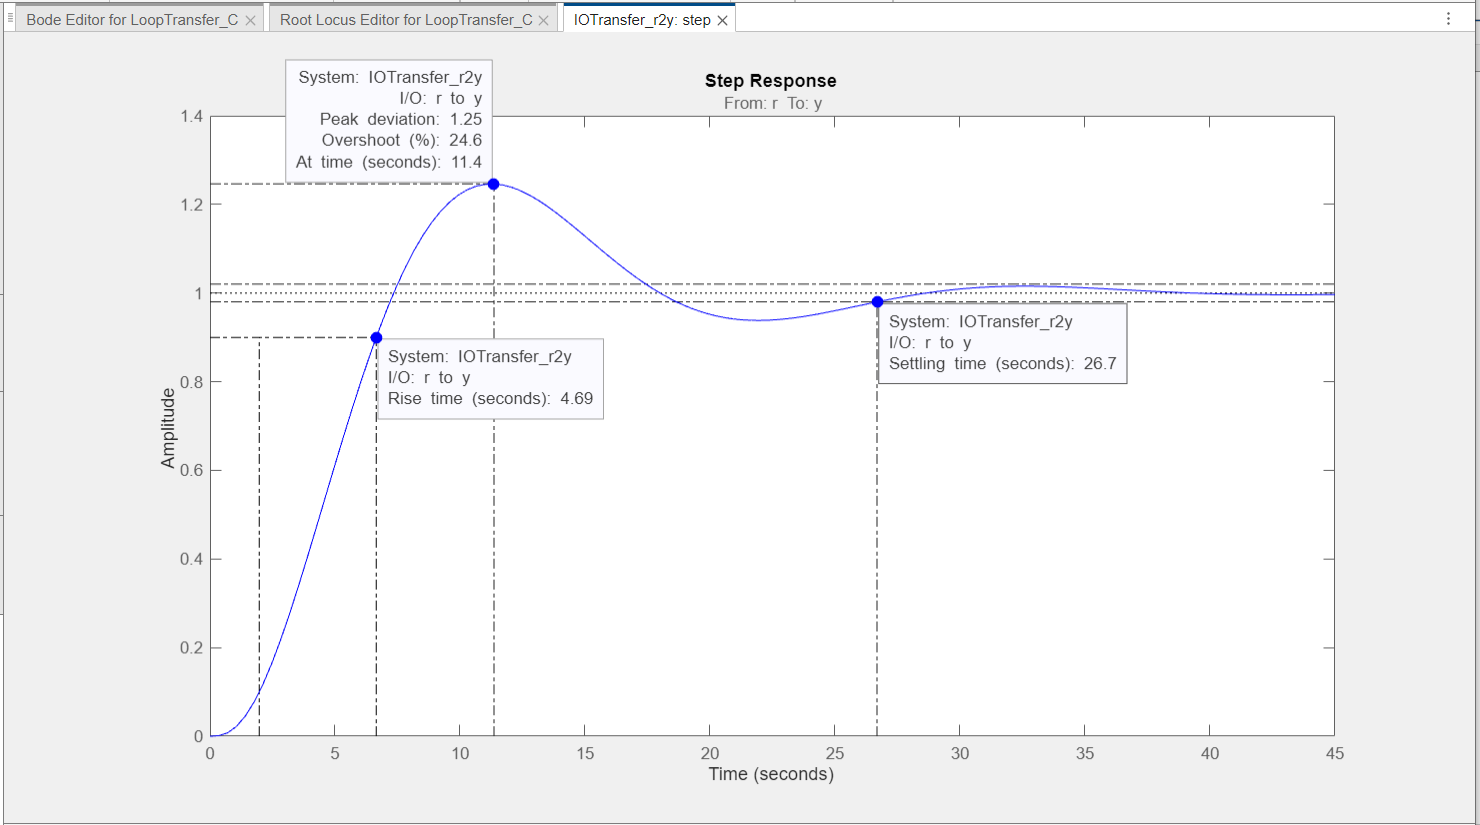 Bode Editor for LoopTransfer_C
Root Locus Editor for LoopTransfer_C
IOTransfer_r2y: step
Step Response
From: r To: y
System: IOTransfer_r2y
I/O: r to y
Peak deviation: 1.25
Overshoot (%): 24.6
At time (seconds): 11.4
System: IOTransfer_r2y
I/O: r to y
Rise time (seconds): 4.69
System: IOTransfer_r2y
I/O: r to y
Settling time (seconds): 26.7
Amplitude
1.4
1.2
1
0.8
0.6
0.4
0.2
0
0 5 10 15 20 25 30 35 40 45
Time (seconds)